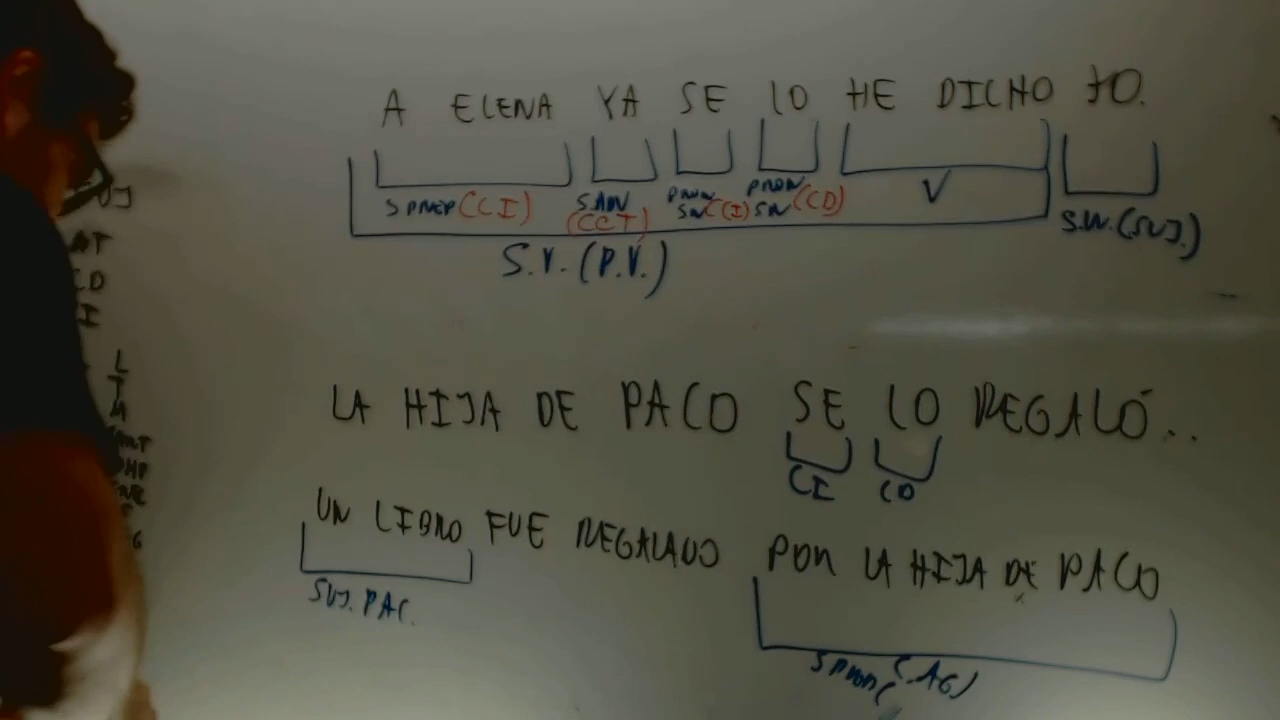 A ELENA YA SE LO HE DICHO YO.
SPREP (CI) SADV (CCT) PRON SN (CI) PRON SN (CD) V S.N. (SUJ.)
S.V. (P.V.)
LA HIJA DE PACO SE LO REGALÓ..
CI CD
UN LIBRO FUE REGALADO POR LA HIJA DE PACO
SUJ. PAC.
SPREP (C.AG)